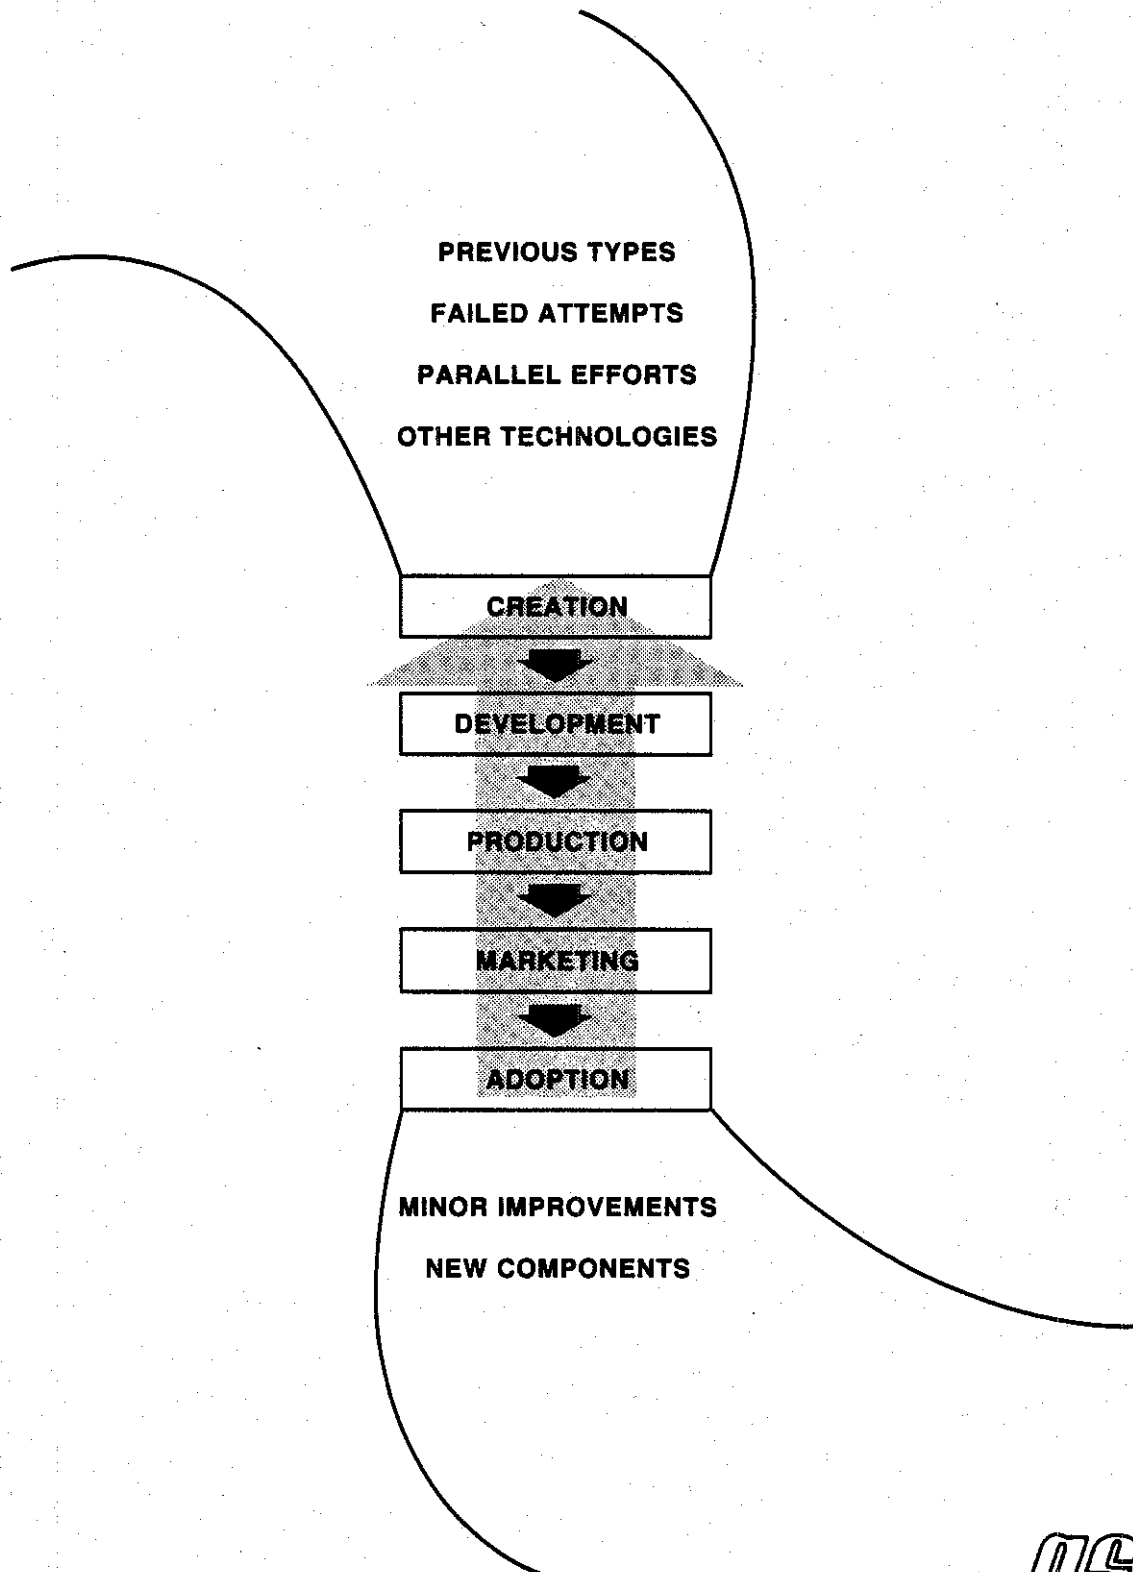 PREVIOUS TYPES
FAILED ATTEMPTS
PARALLEL EFFORTS
OTHER TECHNOLOGIES
CREATION
DEVELOPMENT
PRODUCTION
MARKETING
ADOPTION
MINOR IMPROVEMENTS
NEW COMPONENTS